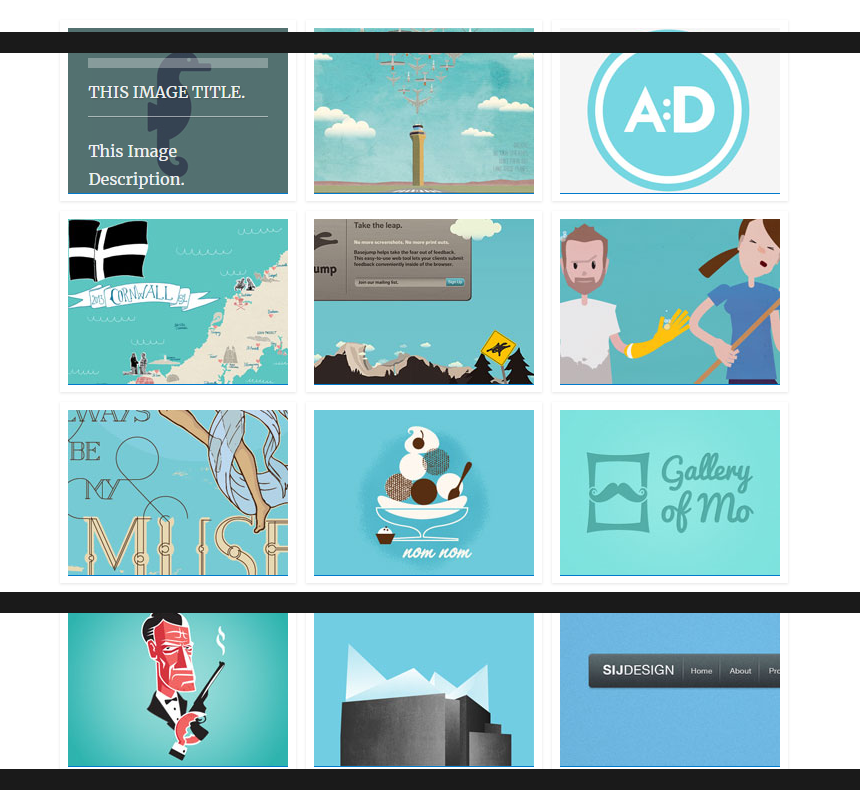 THIS IMAGE TITLE.
This Image
Description.
A:D
2013 CORNWALL
Take the leap.
No more screenshots. No more print outs.
Basejump helps take the fear out of feedback.
This easy-to-use web tool lets your clients submit
feedback conveniently inside of the browser.
ump
Join our mailing list.
Sign Up
LWAYS
BE
MY
MUSE
nom nom
Gallery
of Mo
SIJDESIGN
Home
About
Pro